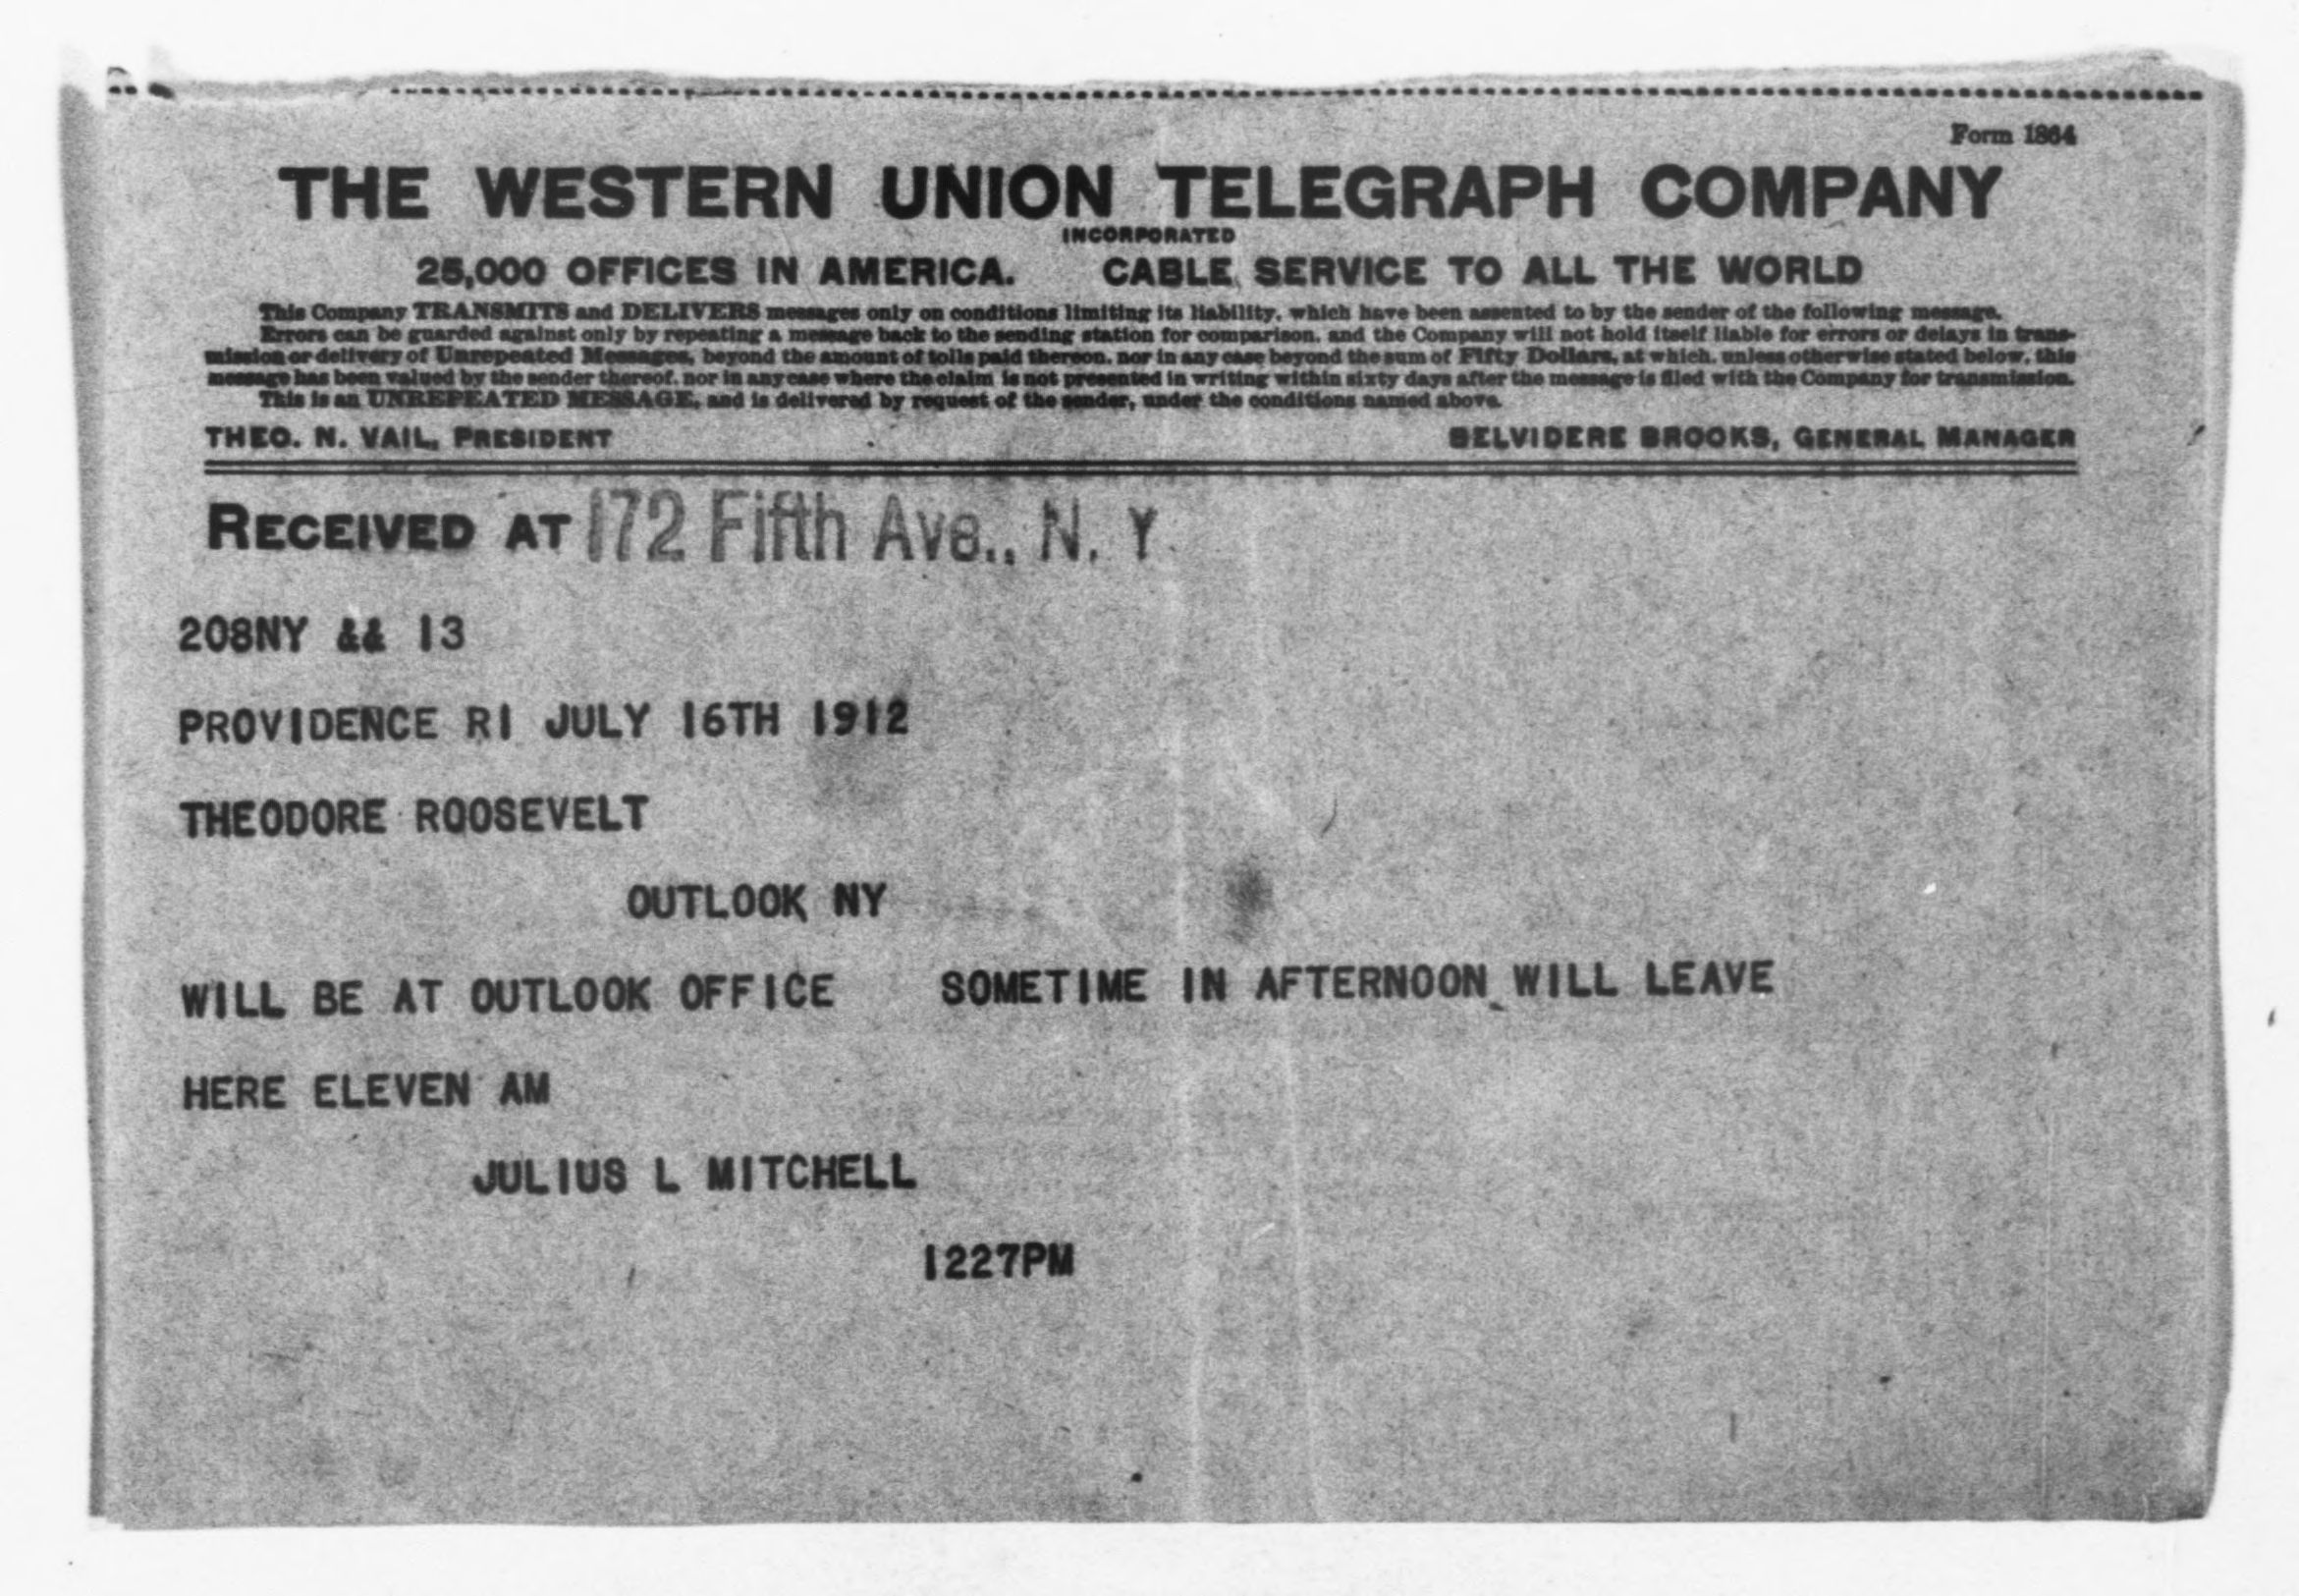 Form 1864
THE WESTERN UNION TELEGRAPH COMPANY
INCORPORATED
25,000 OFFICES IN AMERICA. CABLE SERVICE TO ALL THE WORLD
This Company TRANSMITS and DELIVERS messages only on conditions limiting its liability, which have been assented to by the sender of the following message.
Errors can be guarded against only by repeating a message back to the sending station for comparison, and the Company will not hold itself liable for errors or delays in trans-
mission or delivery of Unrepeated Messages, beyond the amount of tolls paid thereon, nor in any case beyond the sum of Fifty Dollars, at which, unless otherwise stated below, this
message has been valued by the sender thereof, nor in any case where the claim is not presented in writing within sixty days after the message is filed with the Company for transmission.
This is an UNREPEATED MESSAGE, and is delivered by request of the sender, under the conditions named above.
THEO. N. VAIL, PRESIDENT BELVIDERE BROOKS, GENERAL MANAGER
RECEIVED AT 172 Fifth Ave., N. Y.
208NY && 13
PROVIDENCE RI JULY 16TH 1912
THEODORE ROOSEVELT
OUTLOOK NY
WILL BE AT OUTLOOK OFFICE SOMETIME IN AFTERNOON WILL LEAVE
HERE ELEVEN AM
JULIUS L MITCHELL
1227PM